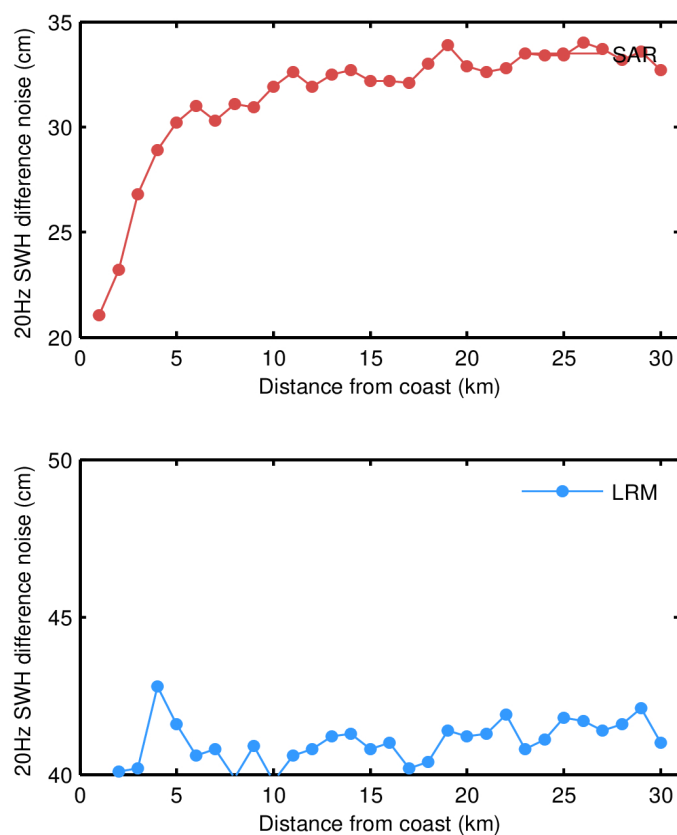 35
30
25
20
20Hz SWH difference noise (cm)
SAR
0 5 10 15 20 25 30
Distance from coast (km)
50
45
40
20Hz SWH difference noise (cm)
LRM
0 5 10 15 20 25 30
Distance from coast (km)